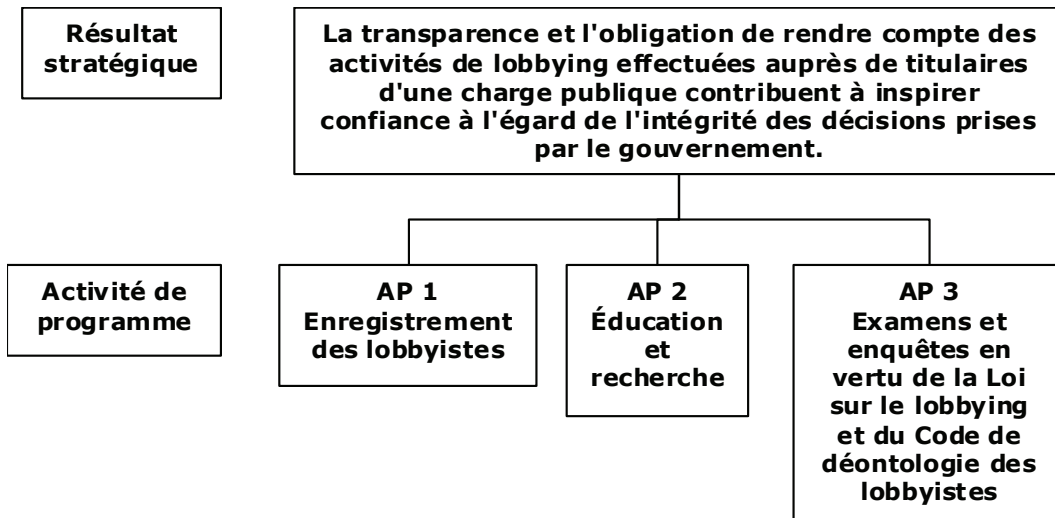 Résultat
stratégique
La transparence et l'obligation de rendre compte des
activités de lobbying effectuées auprès de titulaires
d'une charge publique contribuent à inspirer
confiance à l'égard de l'intégrité des décisions prises
par le gouvernement.
Activité de
programme
AP 1
Enregistrement
des lobbyistes
AP 2
Éducation
et
recherche
AP 3
Examens et
enquêtes en
vertu de la Loi
sur le lobbying
et du Code de
déontologie des
lobbyistes